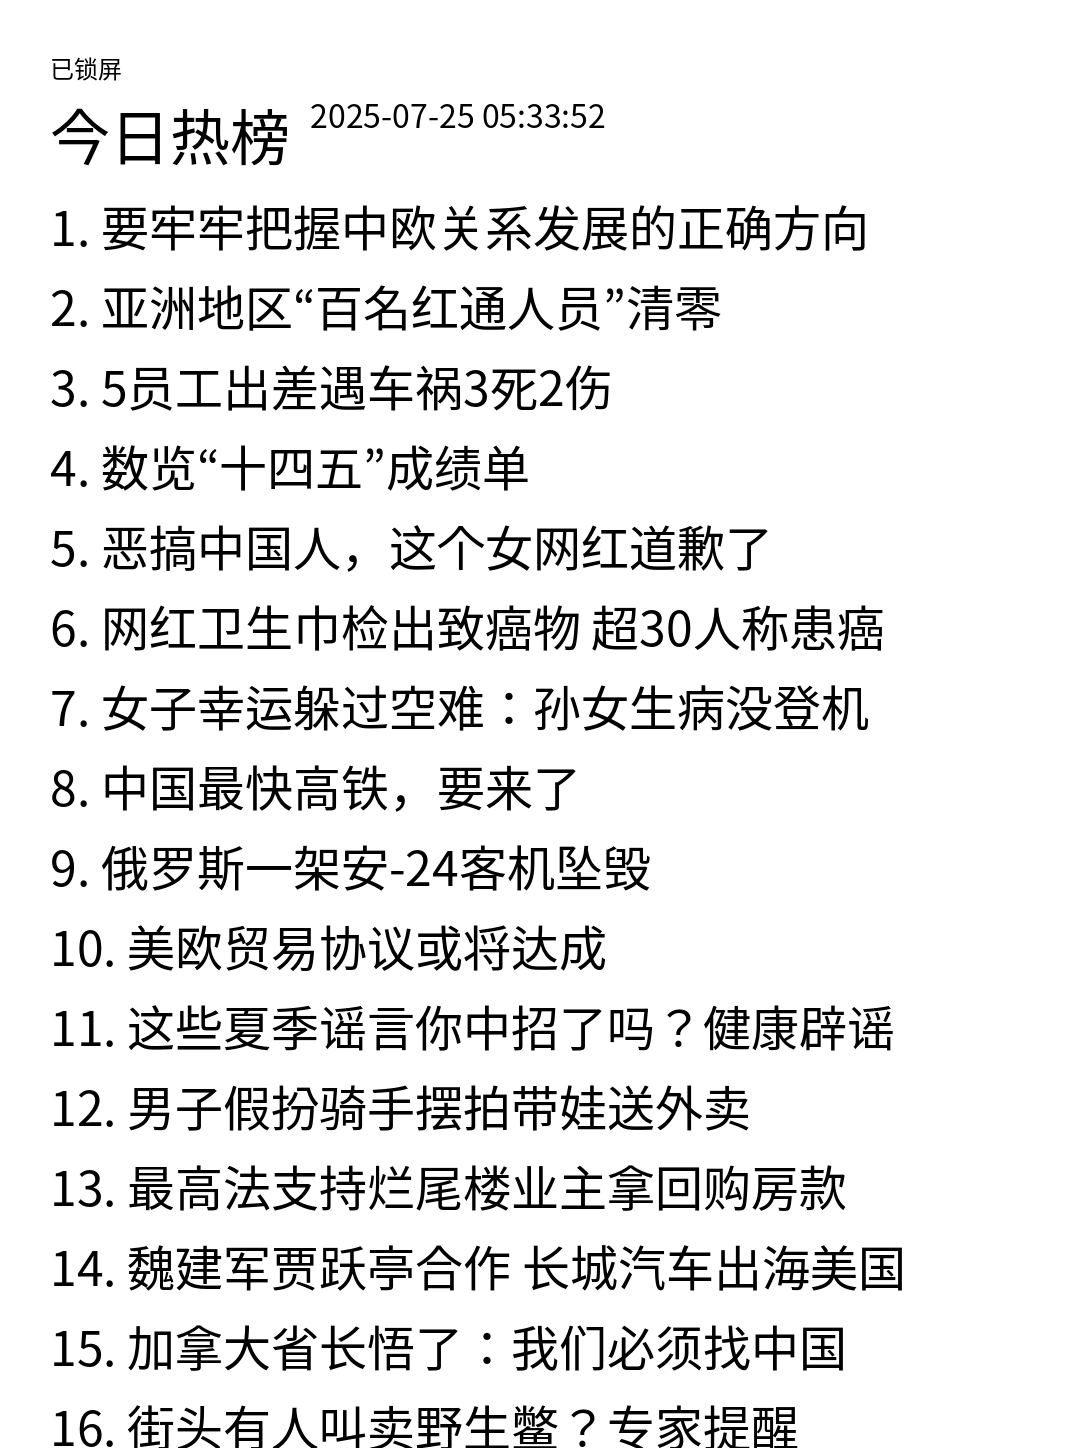 已锁屏
今日热榜 2025-07-25 05:33:52
1. 要牢牢把握中欧关系发展的正确方向
2. 亚洲地区“百名红通人员”清零
3. 5员工出差遇车祸3死2伤
4. 数览“十四五”成绩单
5. 恶搞中国人，这个女网红道歉了
6. 网红卫生巾检出致癌物 超30人称患癌
7. 女子幸运躲过空难：孙女生病没登机
8. 中国最快高铁，要来了
9. 俄罗斯一架安-24客机坠毁
10. 美欧贸易协议或将达成
11. 这些夏季谣言你中招了吗？健康辟谣
12. 男子假扮骑手摆拍带娃送外卖
13. 最高法支持烂尾楼业主拿回购房款
14. 魏建军贾跃亭合作 长城汽车出海美国
15. 加拿大省长悟了：我们必须找中国
16. 街头有人叫卖野生鳖？专家提醒